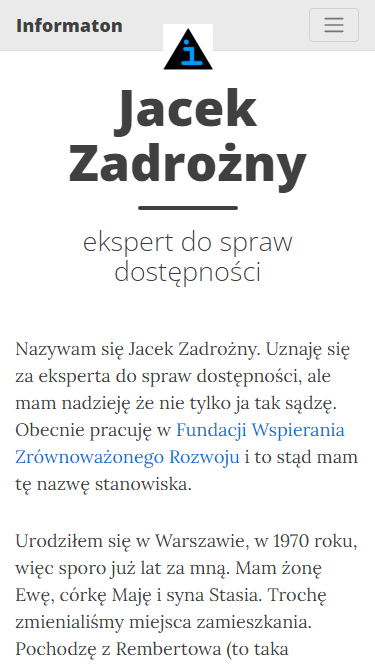 Informaton
i
Jacek
Zadrożny
ekspert do spraw
dostępności
Nazywam się Jacek Zadrożny. Uznaję się
za eksperta do spraw dostępności, ale
mam nadzieję że nie tylko ja tak sądzę.
Obecnie pracuję w Fundacji Wspierania
Zrównoważonego Rozwoju i to stąd mam
tę nazwę stanowiska.
Urodziłem się w Warszawie, w 1970 roku,
więc sporo już lat za mną. Mam żonę
Ewę, córkę Maję i syna Stasia. Trochę
zmienialiśmy miejsca zamieszkania.
Pochodzę z Rembertowa (to taka